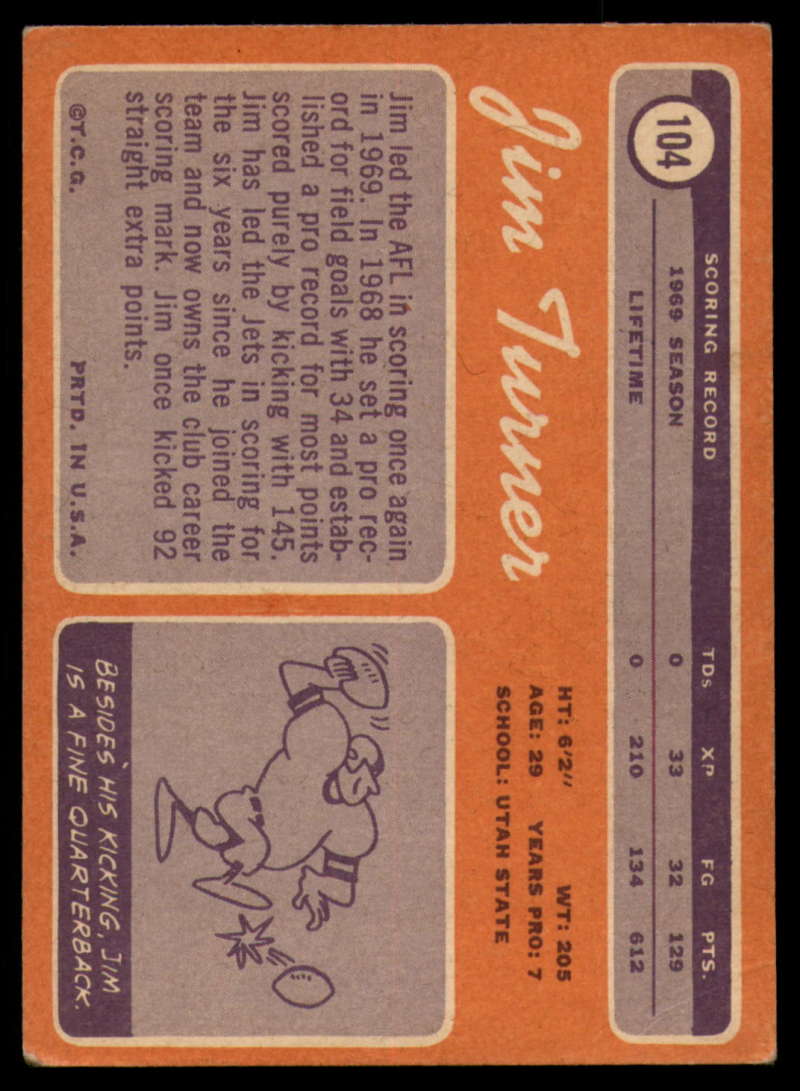 104
SCORING RECORD TDs XP FG PTS.
1969 SEASON 0 33 32 129
LIFETIME 0 210 134 612
Jim Turner
HT: 6'2" WT: 205
AGE: 29 YEARS PRO: 7
SCHOOL: UTAH STATE
Jim led the AFL in scoring once again
in 1969. In 1968 he set a pro rec-
ord for field goals with 34 and estab-
lished a pro record for most points
scored purely by kicking with 145.
Jim has led the Jets in scoring for
the six years since he joined the
team and now owns the club career
scoring mark. Jim once kicked 92
straight extra points.
©T.C.G. PRTD. IN U.S.A.
BESIDES HIS KICKING, JIM
IS A FINE QUARTERBACK.